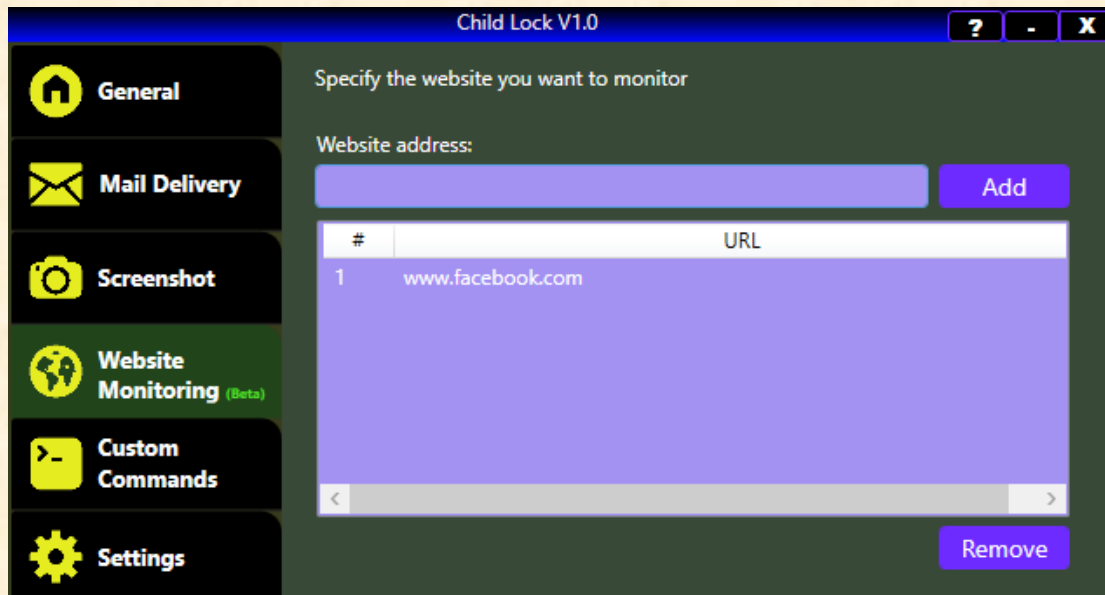 Child Lock V1.0
? - X
General
Mail Delivery
Screenshot
Website
Monitoring (Beta)
Custom
Commands
Settings
Specify the website you want to monitor
Website address:
Add
# URL
1 www.facebook.com
Remove